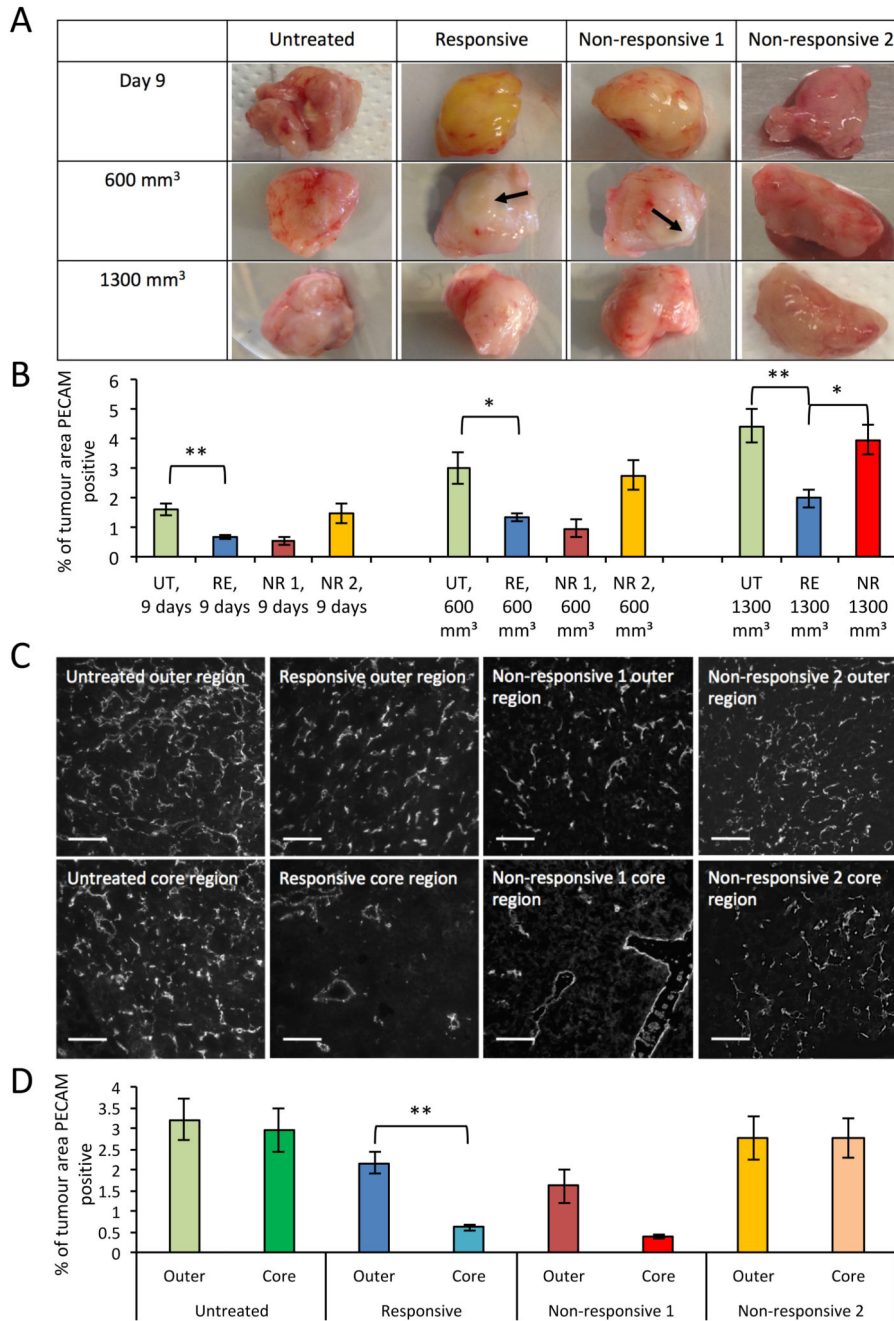 A
Untreated
Responsive
Non-responsive 1
Non-responsive 2
Day 9
600 mm³
1300 mm³
B
% of tumour area PECAM
positive
6
5
4
3
2
1
0
**
*
**
*
UT,
9 days
RE,
9 days
NR 1,
9 days
NR 2,
9 days
UT,
600
mm³
RE,
600
mm³
NR 1,
600
mm³
NR 2,
600
mm³
UT
1300
mm³
RE
1300
mm³
NR
1300
mm³
C
Untreated outer region
Responsive outer region
Non-responsive 1 outer
region
Non-responsive 2 outer
region
Untreated core region
Responsive core region
Non-responsive 1 core
region
Non-responsive 2 core
region
D
% of tumour area PECAM
positive
4
3.5
3
2.5
2
1.5
1
0.5
0
**
Outer
Core
Outer
Core
Outer
Core
Outer
Core
Untreated
Responsive
Non-responsive 1
Non-responsive 2